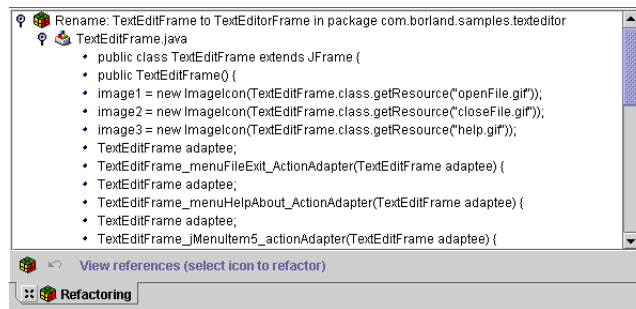 Rename: TextEditFrame to TextEditorFrame in package com.borland.samples.texteditor
TextEditFrame.java
public class TextEditFrame extends JFrame {
public TextEditFrame() {
image1 = new ImageIcon(TextEditFrame.class.getResource("openFile.gif"));
image2 = new ImageIcon(TextEditFrame.class.getResource("closeFile.gif"));
image3 = new ImageIcon(TextEditFrame.class.getResource("help.gif"));
TextEditFrame adaptee;
TextEditFrame_menuFileExit_ActionAdapter(TextEditFrame adaptee) {
TextEditFrame adaptee;
TextEditFrame_menuHelpAbout_ActionAdapter(TextEditFrame adaptee) {
TextEditFrame adaptee;
TextEditFrame_jMenuItem5_actionAdapter(TextEditFrame adaptee) {
View references (select icon to refactor)
Refactoring